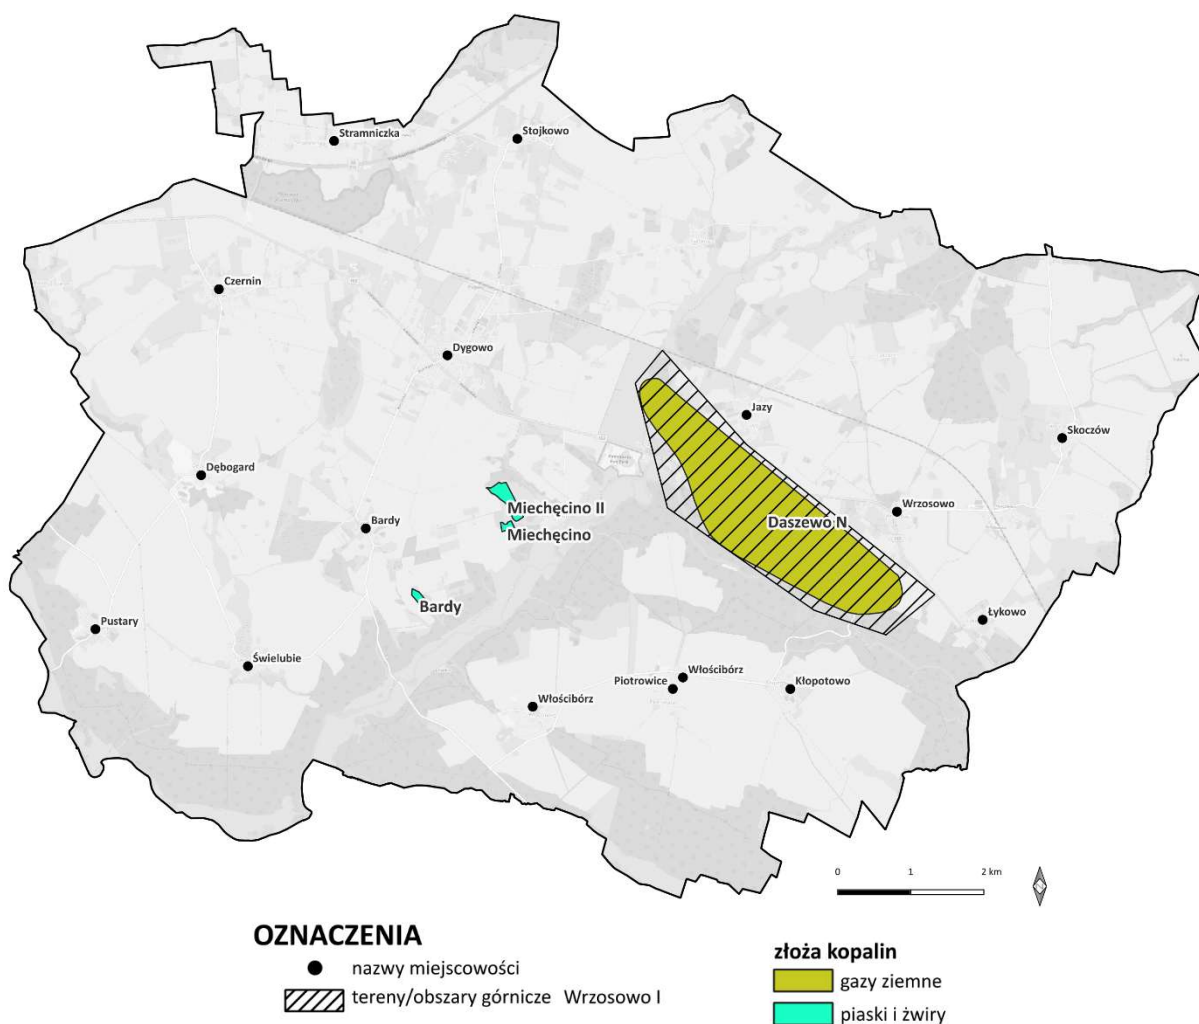 Stramniczka
Stojkowo
Czernin
Dygowo
Jazy
Skoczów
Dębogard
Miechęcino II
Wrzosowo
Bardy
Miechęcino
Daszewo N
Bardy
Pustary
Łykowo
Świelubie
Włościbórz
Piotrowice
Kłopotowo
Włościbórz
0 1 2 km
OZNACZENIA
nazwy miejscowości
tereny/obszary górnicze Wrzosowo I
złoża kopalin
gazy ziemne
piaski i żwiry